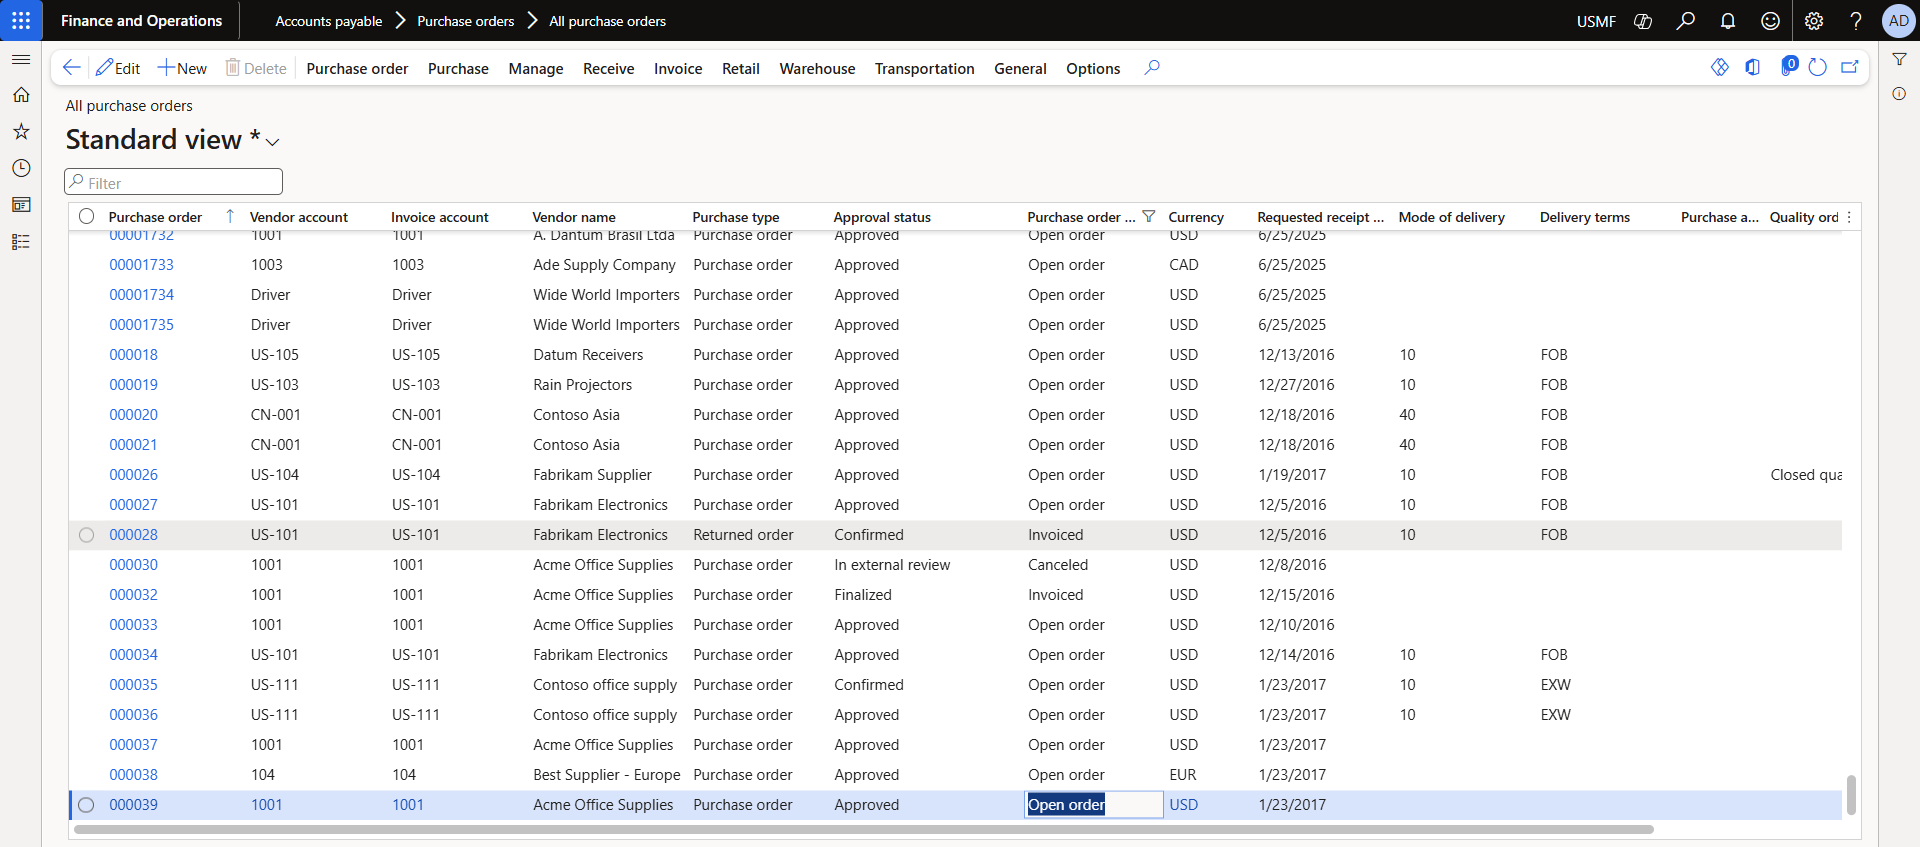 Finance and Operations Accounts payable Purchase orders All purchase orders USMF AD
Edit New Delete Purchase order Purchase Manage Receive Invoice Retail Warehouse Transportation General Options 0
All purchase orders
Standard view *
Filter
Purchase order Vendor account Invoice account Vendor name Purchase type Approval status Purchase order ... Currency Requested receipt ... Mode of delivery Delivery terms Purchase a... Quality ord
00001732 1001 1001 A. Dantum Brasil Ltda Purchase order Approved Open order USD 6/25/2025
00001733 1003 1003 Ade Supply Company Purchase order Approved Open order CAD 6/25/2025
00001734 Driver Driver Wide World Importers Purchase order Approved Open order USD 6/25/2025
00001735 Driver Driver Wide World Importers Purchase order Approved Open order USD 6/25/2025
000018 US-105 US-105 Datum Receivers Purchase order Approved Open order USD 12/13/2016 10 FOB
000019 US-103 US-103 Rain Projectors Purchase order Approved Open order USD 12/27/2016 10 FOB
000020 CN-001 CN-001 Contoso Asia Purchase order Approved Open order USD 12/18/2016 40 FOB
000021 CN-001 CN-001 Contoso Asia Purchase order Approved Open order USD 12/18/2016 40 FOB
000026 US-104 US-104 Fabrikam Supplier Purchase order Approved Open order USD 1/19/2017 10 FOB Closed qua
000027 US-101 US-101 Fabrikam Electronics Purchase order Approved Open order USD 12/5/2016 10 FOB
000028 US-101 US-101 Fabrikam Electronics Returned order Confirmed Invoiced USD 12/5/2016 10 FOB
000030 1001 1001 Acme Office Supplies Purchase order In external review Canceled USD 12/8/2016
000032 1001 1001 Acme Office Supplies Purchase order Finalized Invoiced USD 12/15/2016
000033 1001 1001 Acme Office Supplies Purchase order Approved Open order USD 12/10/2016
000034 US-101 US-101 Fabrikam Electronics Purchase order Approved Open order USD 12/14/2016 10 FOB
000035 US-111 US-111 Contoso office supply Purchase order Confirmed Open order USD 1/23/2017 10 EXW
000036 US-111 US-111 Contoso office supply Purchase order Approved Open order USD 1/23/2017 10 EXW
000037 1001 1001 Acme Office Supplies Purchase order Approved Open order USD 1/23/2017
000038 104 104 Best Supplier - Europe Purchase order Approved Open order EUR 1/23/2017
000039 1001 1001 Acme Office Supplies Purchase order Approved Open order USD 1/23/2017